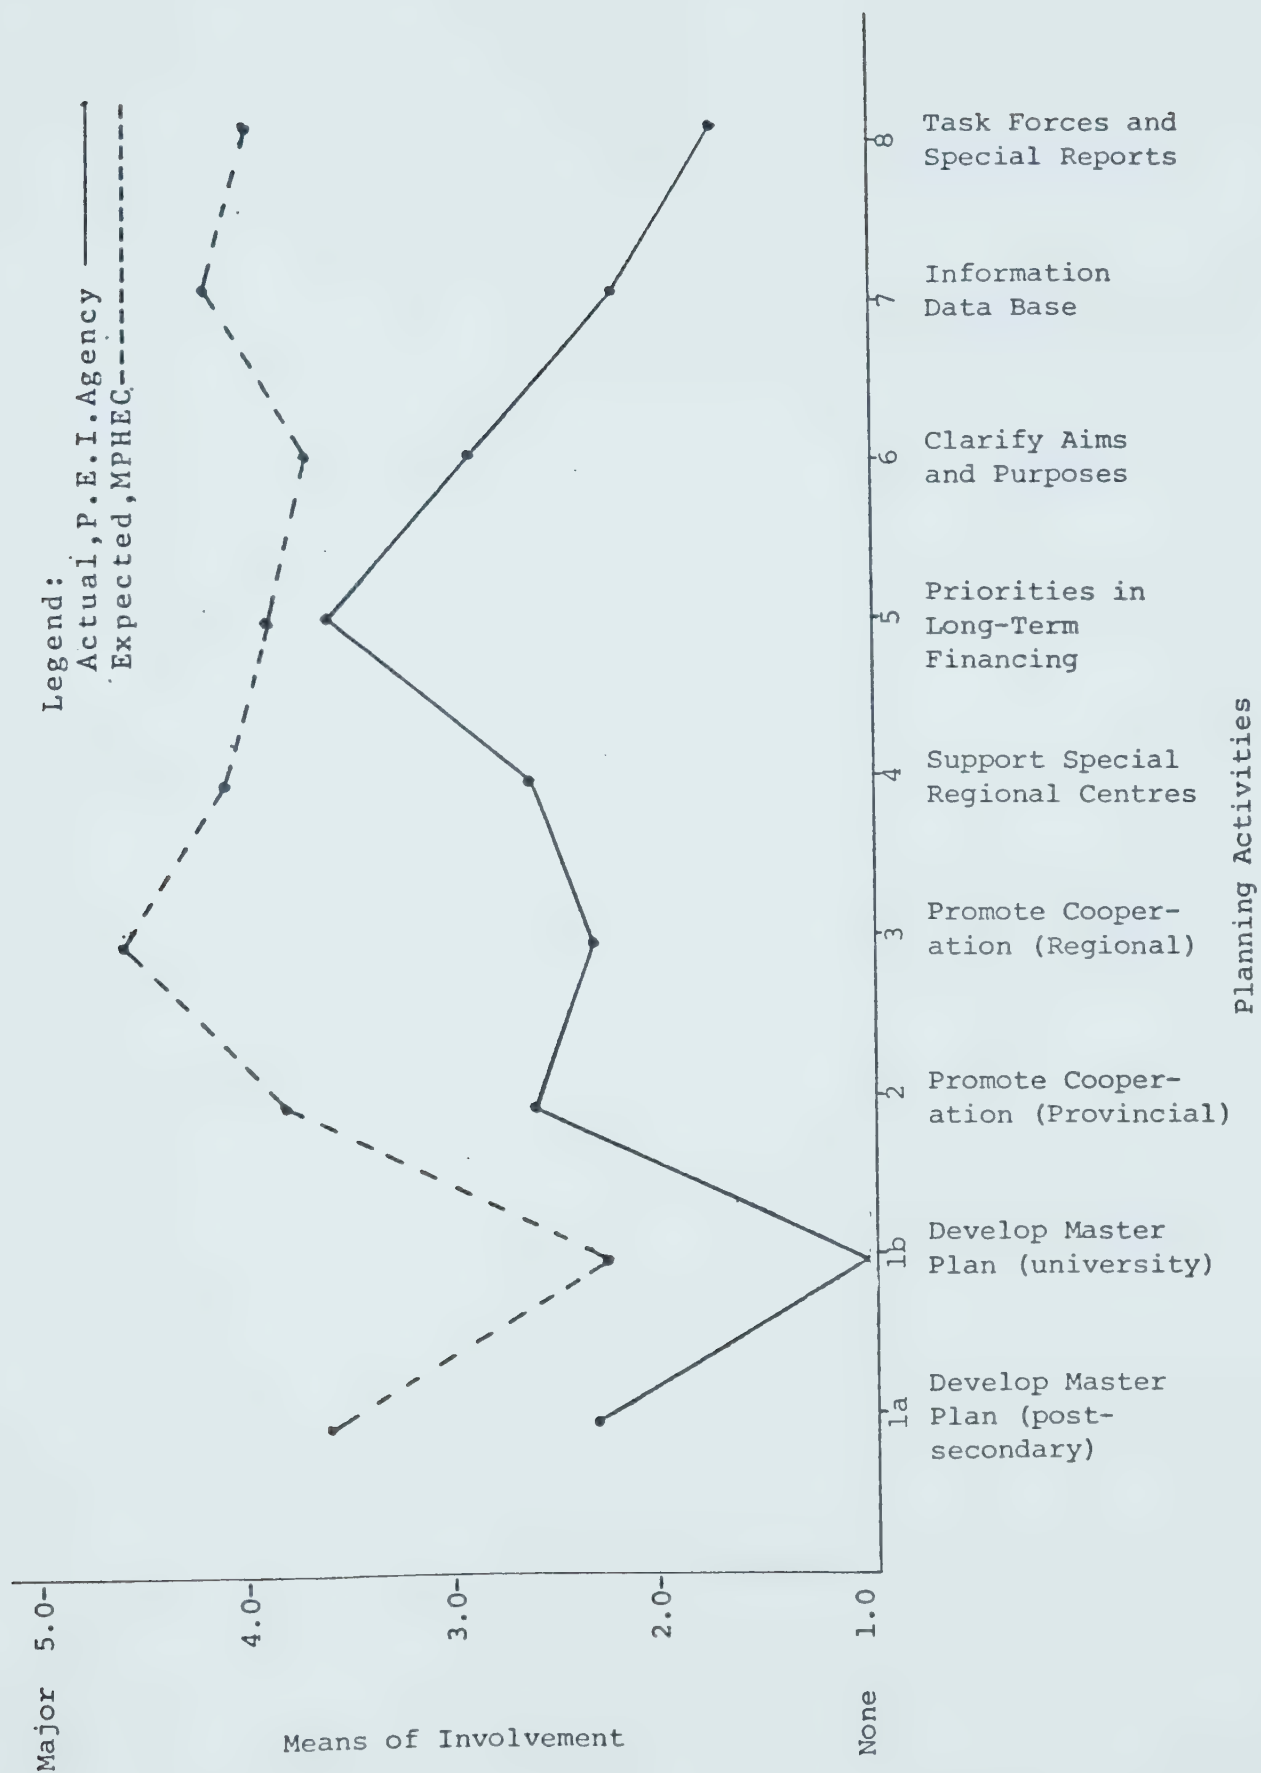 Legend:
Actual,P.E.I.Agency
Expected,MPHEC
Major 5.0-
4.0-
3.0-
2.0-
None 1.0
Means of Involvement
1a
1b
2
3
4
5
6
7
8
Develop Master
Plan (post-
secondary)
Develop Master
Plan (university)
Promote Cooper-
ation (Provincial)
Promote Cooper-
ation (Regional)
Support Special
Regional Centres
Priorities in
Long-Term
Financing
Clarify Aims
and Purposes
Information
Data Base
Task Forces and
Special Reports
Planning Activities